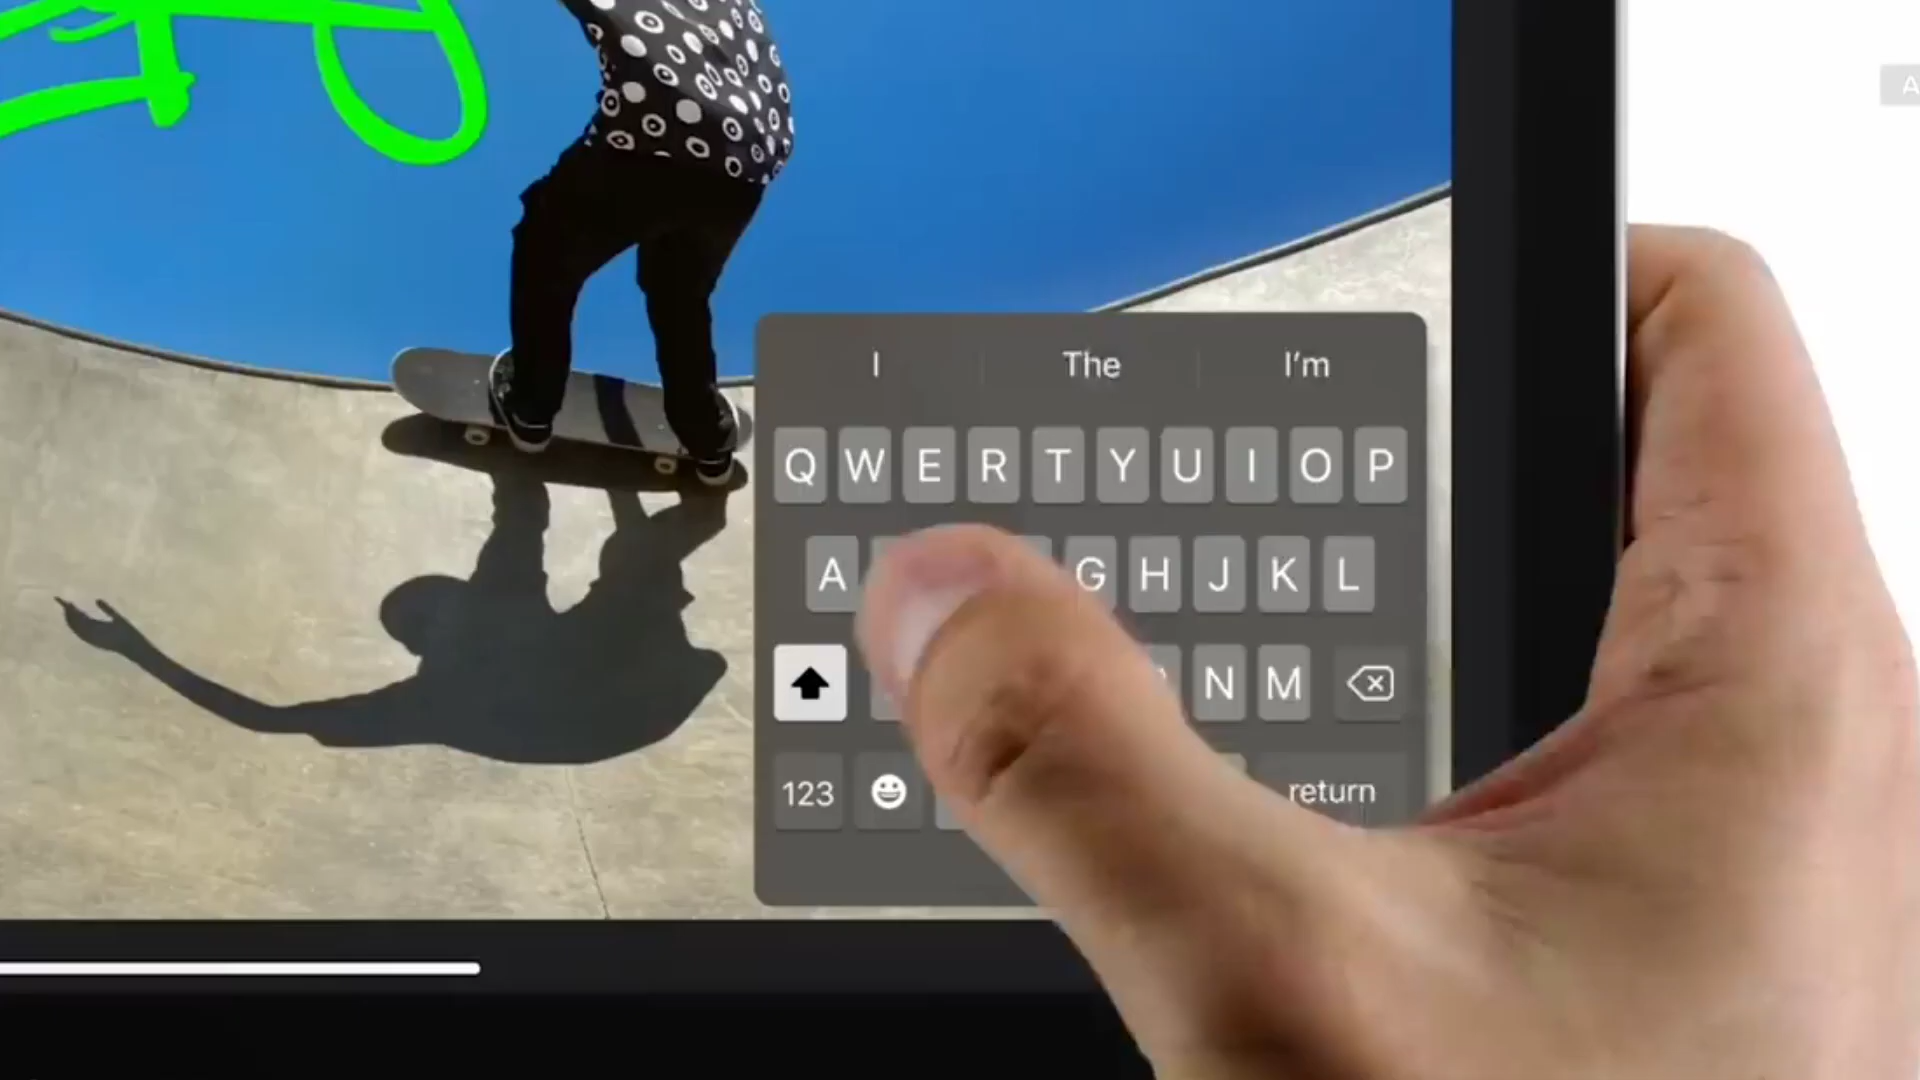 A
I The I’m
Q W E R T Y U I O P
A G H J K L
N M
123 return